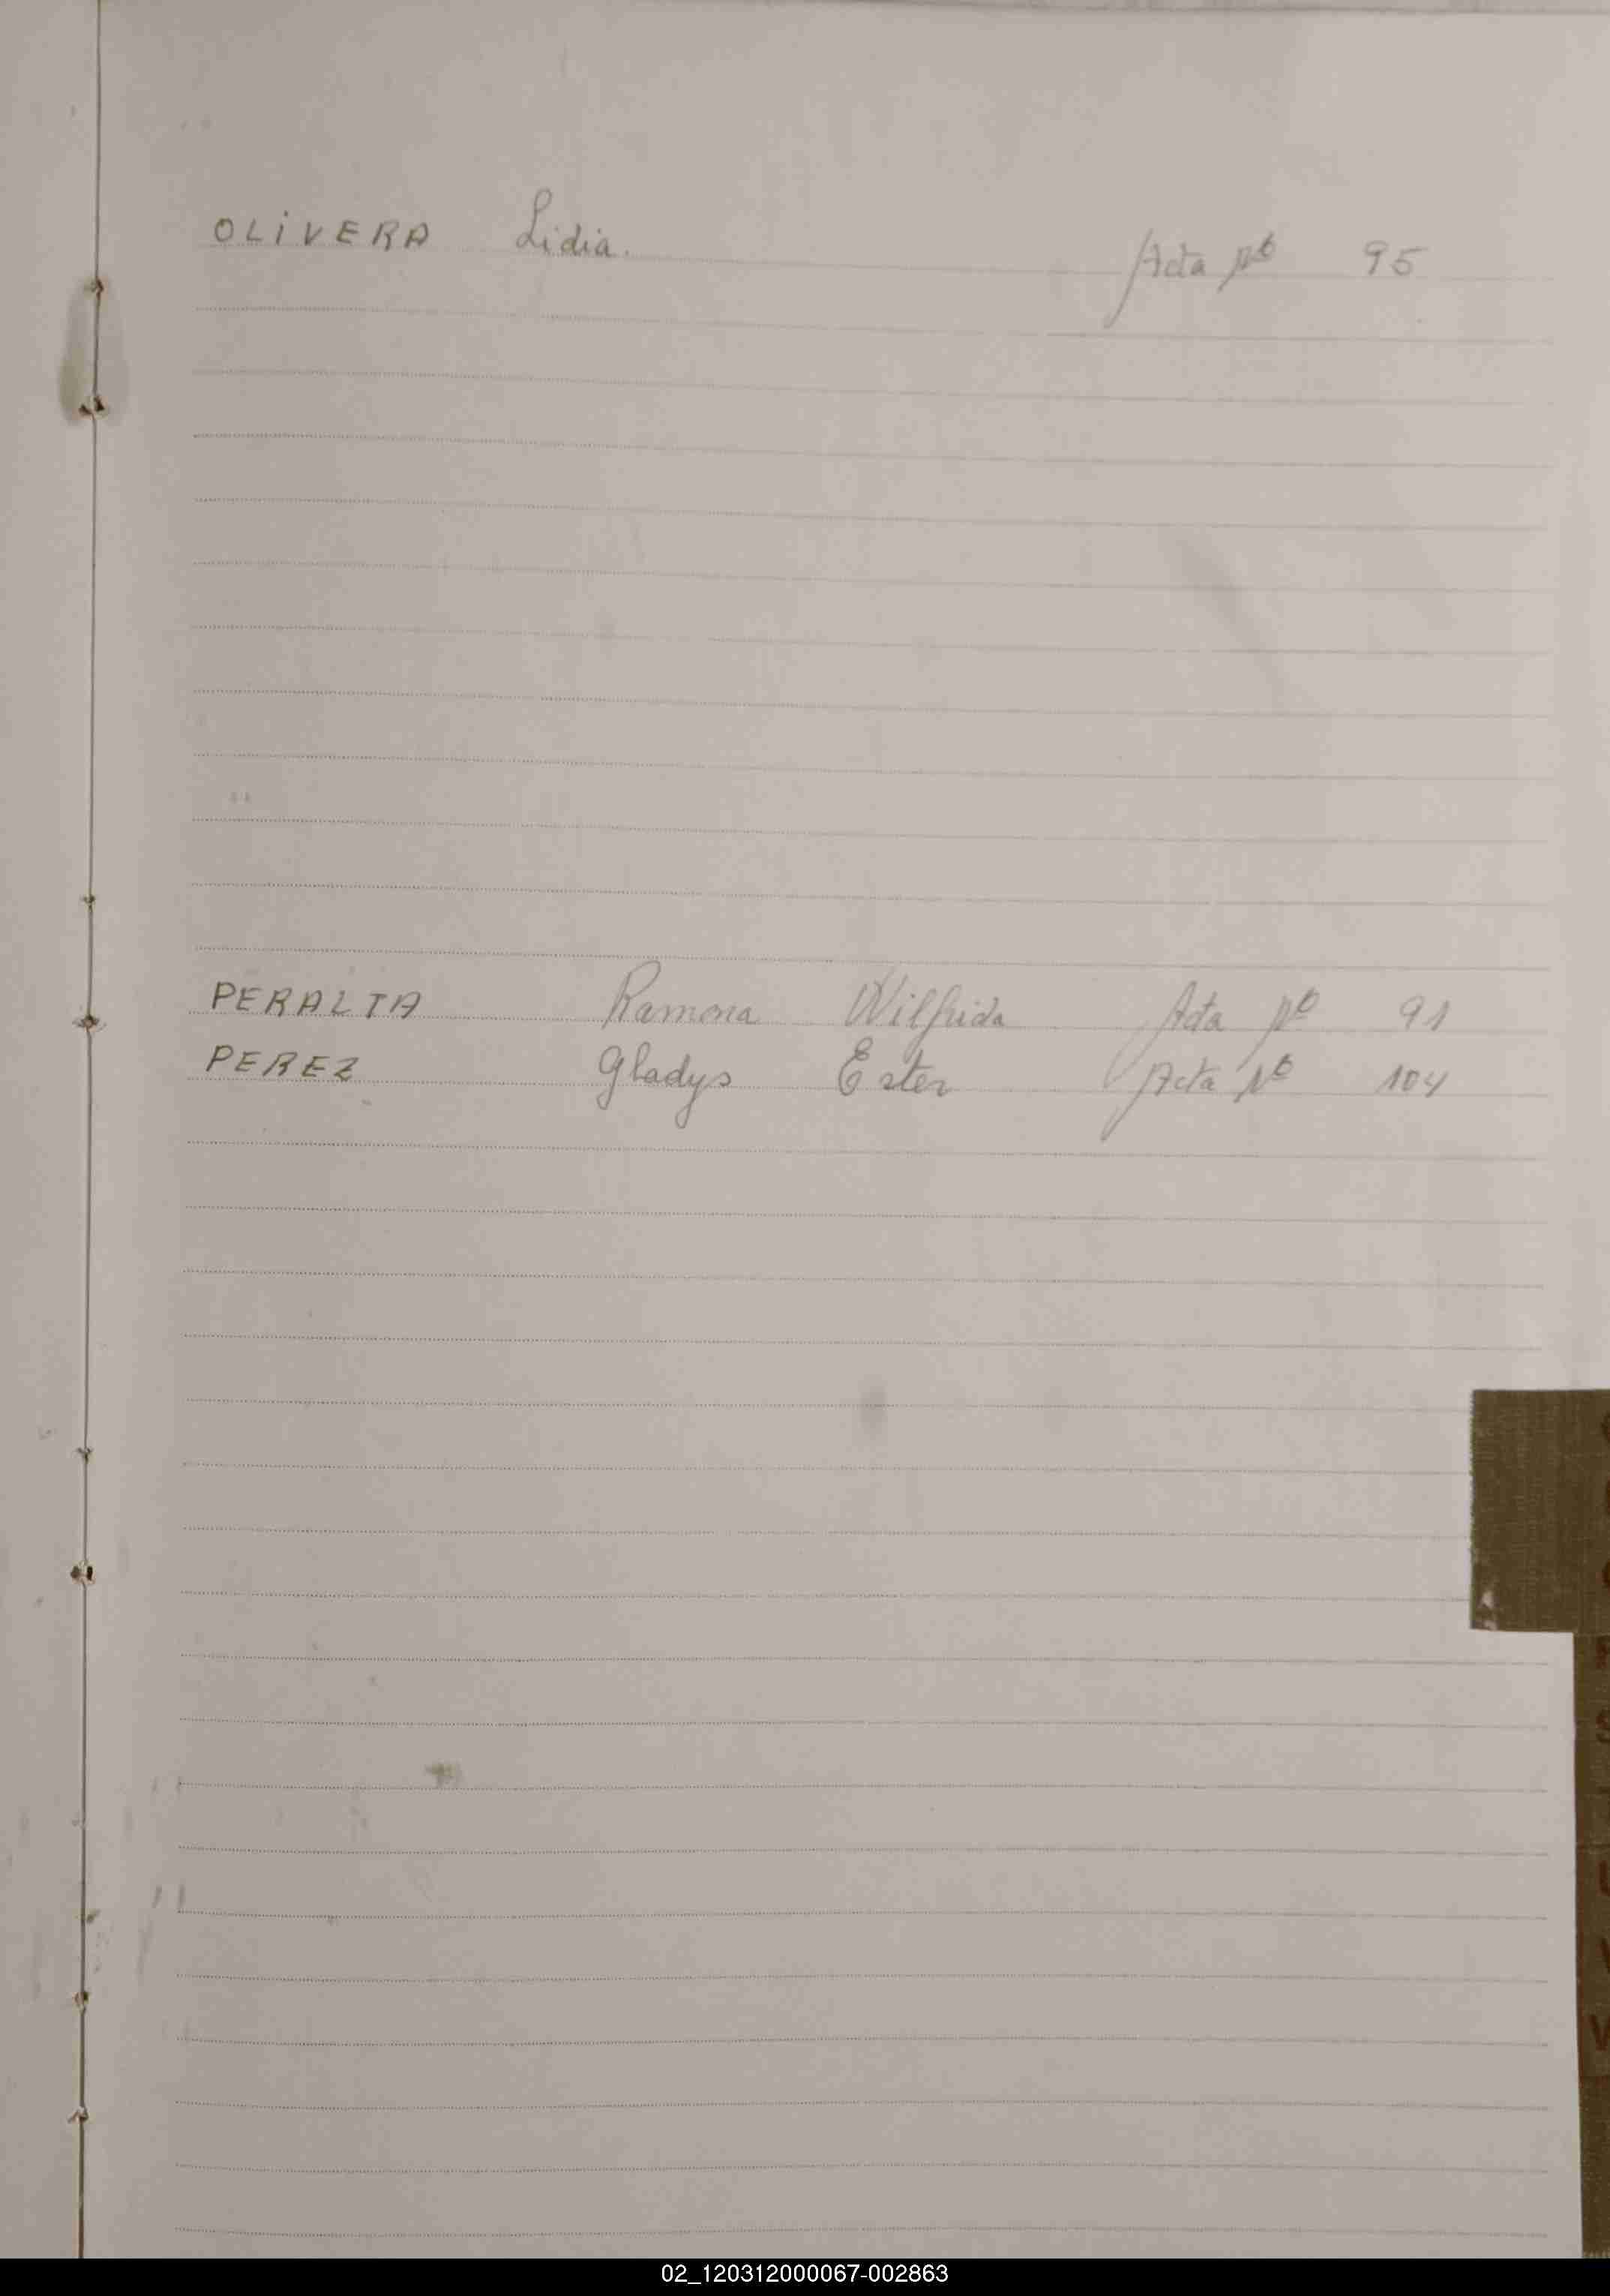 OLiVERA Lidia. Acta Nº 95
PERALTA Ramona Wilfrida Acta Nº 91
PEREZ Gladys Ester Acta Nº 104
R
S
T
U
V
W
02_120312000067-002863